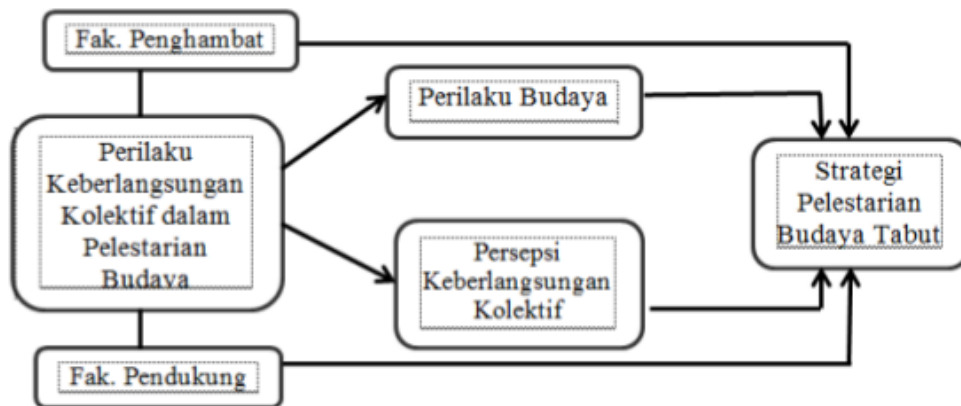 Fak. Penghambat
Perilaku
Keberlangsungan
Kolektif dalam
Pelestarian
Budaya
Fak. Pendukung
Perilaku Budaya
Persepsi
Keberlangsungan
Kolektif
Strategi
Pelestarian
Budaya Tabut